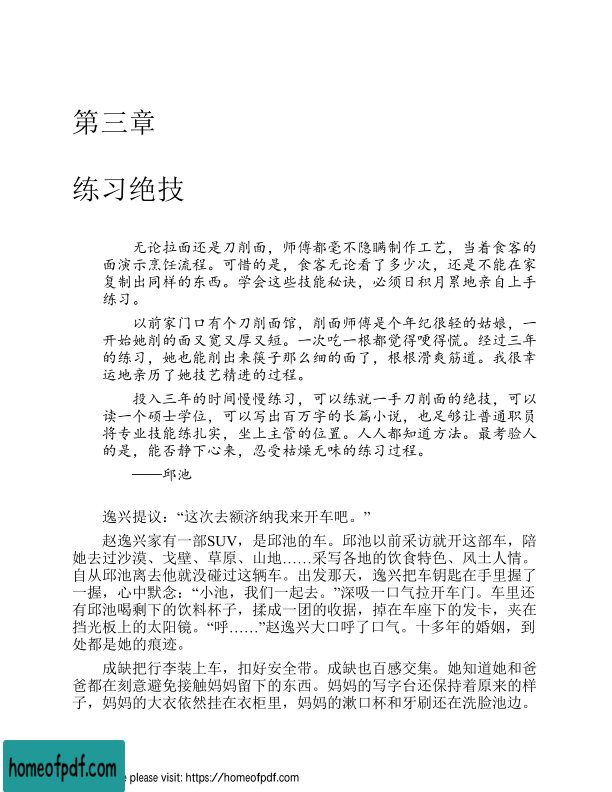 第三章
练习绝技
无论拉面还是刀削面，师傅都毫不隐瞒制作工艺，当着食客的
面演示烹饪流程。可惜的是，食客无论看了多少次，还是不能在家
复制出同样的东西。学会这些技能秘诀，必须日积月累地亲自上手
练习。
以前家门口有个刀削面馆，削面师傅是个年纪很轻的姑娘，一
开始她削的面又宽又厚又短。一次吃一根都觉得哽得慌。经过三年
的练习，她也能削出来筷子那么细的面了，根根滑爽筋道。我很幸
运地亲历了她技艺精进的过程。
投入三年的时间慢慢练习，可以练就一手刀削面的绝技，可以
读一个硕士学位，可以写出百万字的长篇小说，也足够让普通职员
将专业技能练扎实，坐上主管的位置。人人都知道方法。最考验人
的是，能否静下心来，忍受枯燥无味的练习过程。
——邱池
逸兴提议：“这次去额济纳我来开车吧。”
赵逸兴家有一部SUV，是邱池的车。邱池以前采访就开这部车，陪
她去过沙漠、戈壁、草原、山地……采写各地的饮食特色、风土人情。
自从邱池离去他就没碰过这辆车。出发那天，逸兴把车钥匙在手里握了
一握，心中默念：“小池，我们一起去。”深吸一口气拉开车门。车里还
有邱池喝剩下的饮料杯子，揉成一团的收据，掉在车座下的发卡，夹在
挡光板上的太阳镜。“呼……”赵逸兴大口呼了口气。十多年的婚姻，到
处都是她的痕迹。
成缺把行李装上车，扣好安全带。成缺也百感交集。她知道她和爸
爸都在刻意避免接触妈妈留下的东西。妈妈的写字台还保持着原来的样
子，妈妈的大衣依然挂在衣柜里，妈妈的漱口杯和牙刷还在洗脸池边。
homeofpdf.com
e please visit: https://homeofpdf.com